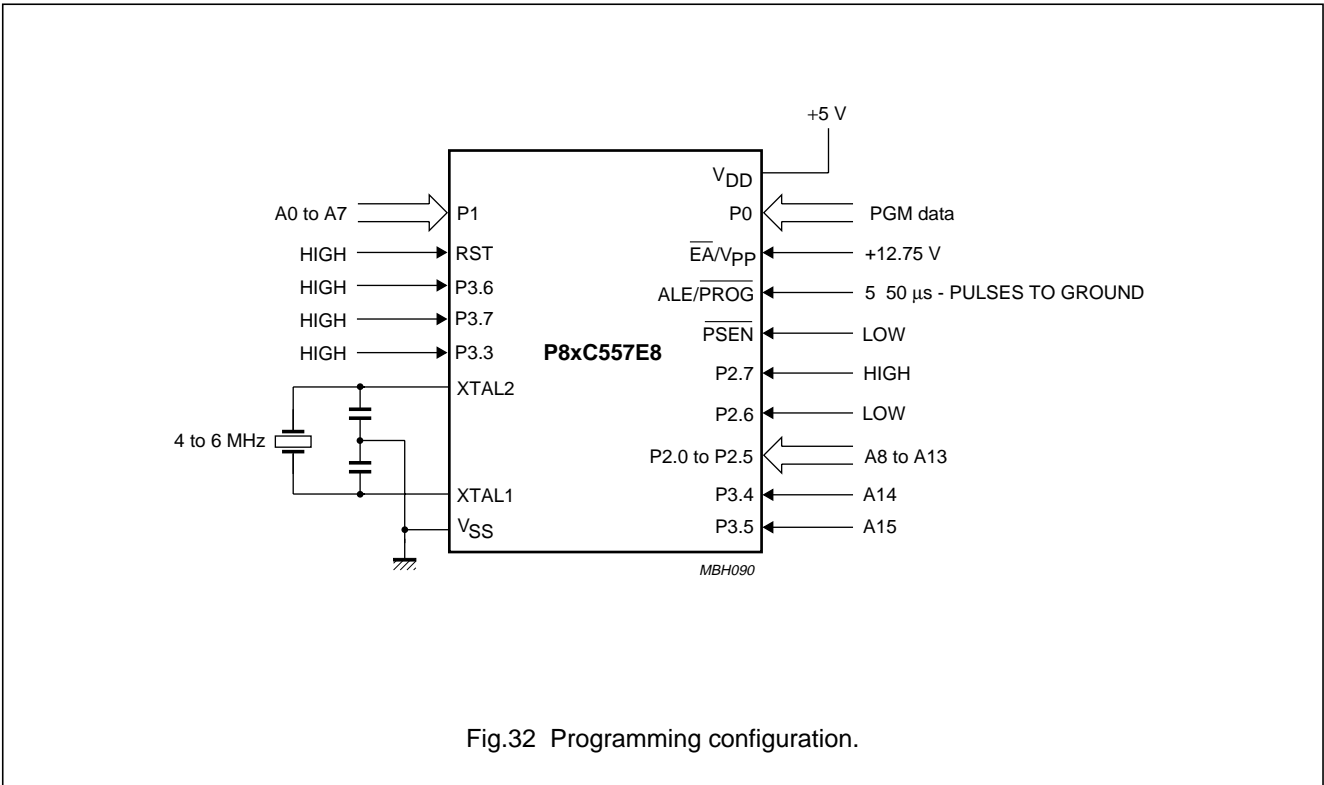 +5 V
VDD
A0 to A7 P1 P0 PGM data
HIGH RST EA/VPP +12.75 V
HIGH P3.6 ALE/PROG 5 50 µs - PULSES TO GROUND
HIGH P3.7 PSEN LOW
HIGH P3.3 P8xC557E8 P2.7 HIGH
XTAL2 P2.6 LOW
4 to 6 MHz P2.0 to P2.5 A8 to A13
XTAL1 P3.4 A14
VSS P3.5 A15
MBH090
Fig.32 Programming configuration.